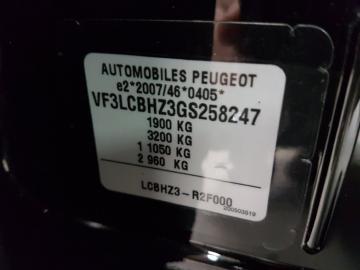 AUTOMOBILES PEUGEOT
e2*2007/46*0405*
VF3LCBHZ3GS258247
1900 KG
3200 KG
1 1050 KG
2 960 KG
LCBHZ3-R2F000